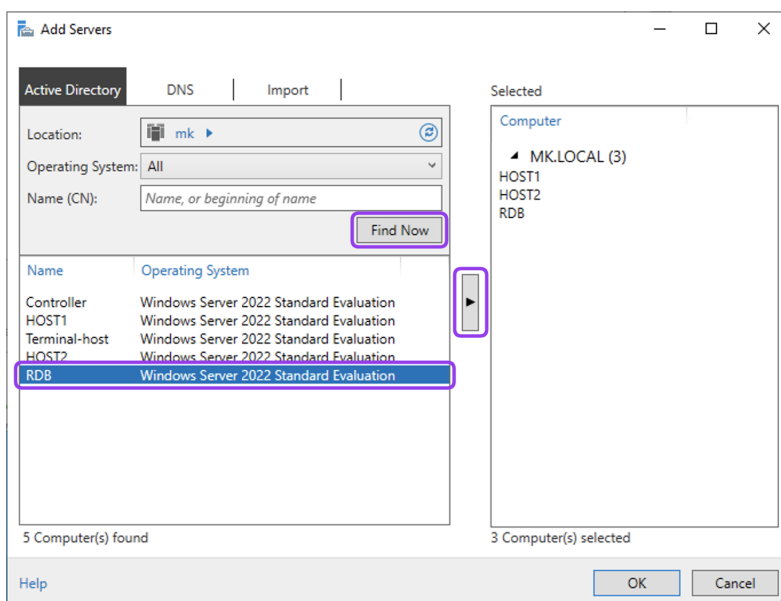 Add Servers
Active Directory
DNS
Import
Location:
mk
Operating System:
All
Name (CN):
Name, or beginning of name
Find Now
Name
Operating System
Controller Windows Server 2022 Standard Evaluation
HOST1 Windows Server 2022 Standard Evaluation
Terminal-host Windows Server 2022 Standard Evaluation
HOST2 Windows Server 2022 Standard Evaluation
RDB Windows Server 2022 Standard Evaluation
5 Computer(s) found
Selected
Computer
MK.LOCAL (3)
HOST1
HOST2
RDB
3 Computer(s) selected
Help
OK
Cancel